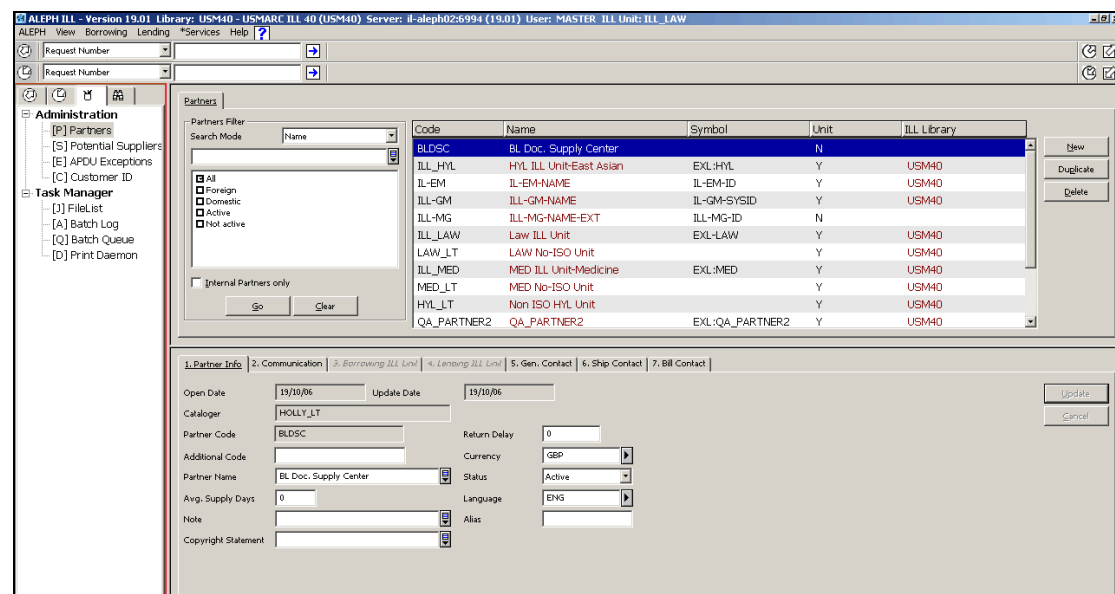 ALEPH ILL - Version 19.01 Library: USM40 - USMARC ILL 40 (USM40) Server: il-aleph02:6994 (19.01) User: MASTER ILL Unit: ILL_LAW
ALEPH View Borrowing Lending *Services Help ?
Request Number
Request Number
Administration
[P] Partners
[S] Potential Suppliers
[E] APDU Exceptions
[C] Customer ID
Task Manager
[J] FileList
[A] Batch Log
[Q] Batch Queue
[D] Print Daemon
Partners
Partners Filter
Search Mode Name
All
Foreign
Domestic
Active
Not active
Internal Partners only
Go Clear
Code Name Symbol Unit ILL Library
BLDSC BL Doc. Supply Center N
ILL_HYL HYL ILL Unit-East Asian EXL:HYL Y USM40
IL-EM IL-EM-NAME IL-EM-ID Y USM40
ILL-GM ILL-GM-NAME IL-GM-SYSID Y USM40
ILL-MG ILL-MG-NAME-EXT ILL-MG-ID N
ILL_LAW Law ILL Unit EXL-LAW Y USM40
LAW_LT LAW No-ISO Unit Y USM40
ILL_MED MED ILL Unit-Medicine EXL:MED Y USM40
MED_LT MED No-ISO Unit Y USM40
HYL_LT Non ISO HYL Unit Y USM40
QA_PARTNER2 QA_PARTNER2 EXL:QA_PARTNER2 Y USM40
New
Duplicate
Delete
1. Partner Info 2. Communication 3. Borrowing ILL Unit 4. Lending ILL Unit 5. Gen. Contact 6. Ship Contact 7. Bill Contact
Open Date 19/10/06 Update Date 19/10/06
Cataloger HOLLY_LT
Partner Code BLDSC Return Delay 0
Additional Code Currency GBP
Partner Name BL Doc. Supply Center Status Active
Avg. Supply Days 0 Language ENG
Note Alias
Copyright Statement
Update
Cancel